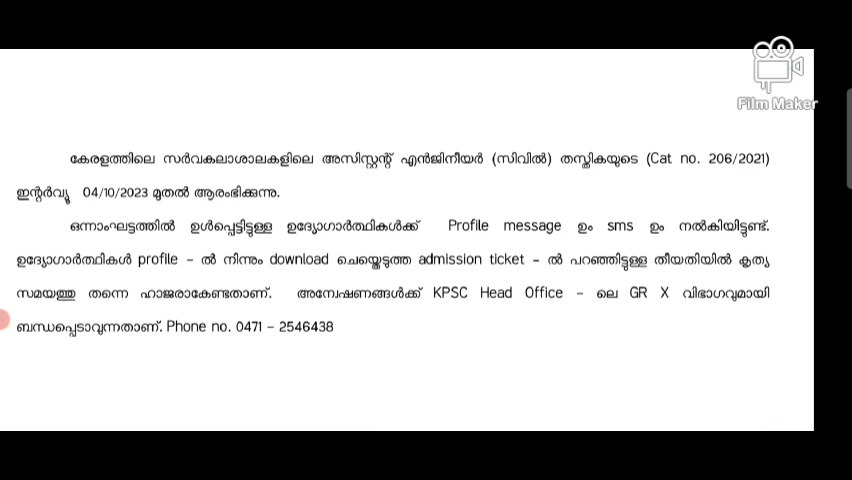 Film Maker
കേരളത്തിലെ സർവകലാശാലകളിലെ അസിസ്റ്റന്റ് എൻജിനീയർ (സിവിൽ) തസ്തികയുടെ (Cat no. 206/2021)
ഇന്റർവ്യൂ 04/10/2023 മുതൽ ആരംഭിക്കുന്നു.
ഒന്നാംഘട്ടത്തിൽ ഉൾപ്പെട്ടിട്ടുള്ള ഉദ്യോഗാർത്ഥികൾക്ക് Profile message ഉം sms ഉം നൽകിയിട്ടുണ്ട്.
ഉദ്യോഗാർത്ഥികൾ profile - ൽ നിന്നും download ചെയ്തെടുത്ത admission ticket - ൽ പറഞ്ഞിട്ടുള്ള തീയതിയിൽ കൃത്യ
സമയത്തു തന്നെ ഹാജരാകേണ്ടതാണ്. അന്വേഷണങ്ങൾക്ക് KPSC Head Office - ലെ GR X വിഭാഗവുമായി
ബന്ധപ്പെടാവുന്നതാണ്. Phone no. 0471 - 2546438